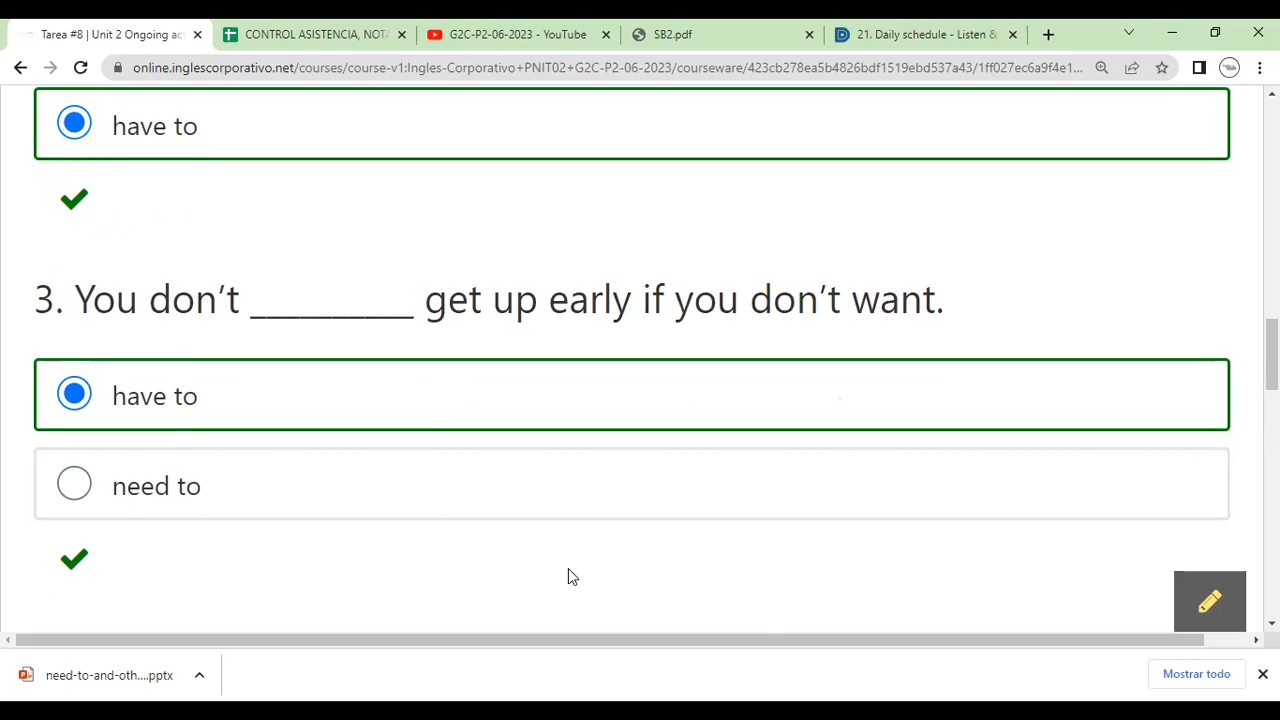 Tarea #8 | Unit 2 Ongoing act
CONTROL ASISTENCIA, NOTA
G2C-P2-06-2023 - YouTube
SB2.pdf
21. Daily schedule - Listen &
online.inglescorporativo.net/courses/course-v1:Ingles-Corporativo+PNIT02+G2C-P2-06-2023/courseware/423cb278ea5b4826bdf1519ebd537a43/1ff027ec6a9f4e1...
have to
3. You don’t _________ get up early if you don’t want.
have to
need to
need-to-and-oth....pptx
Mostrar todo